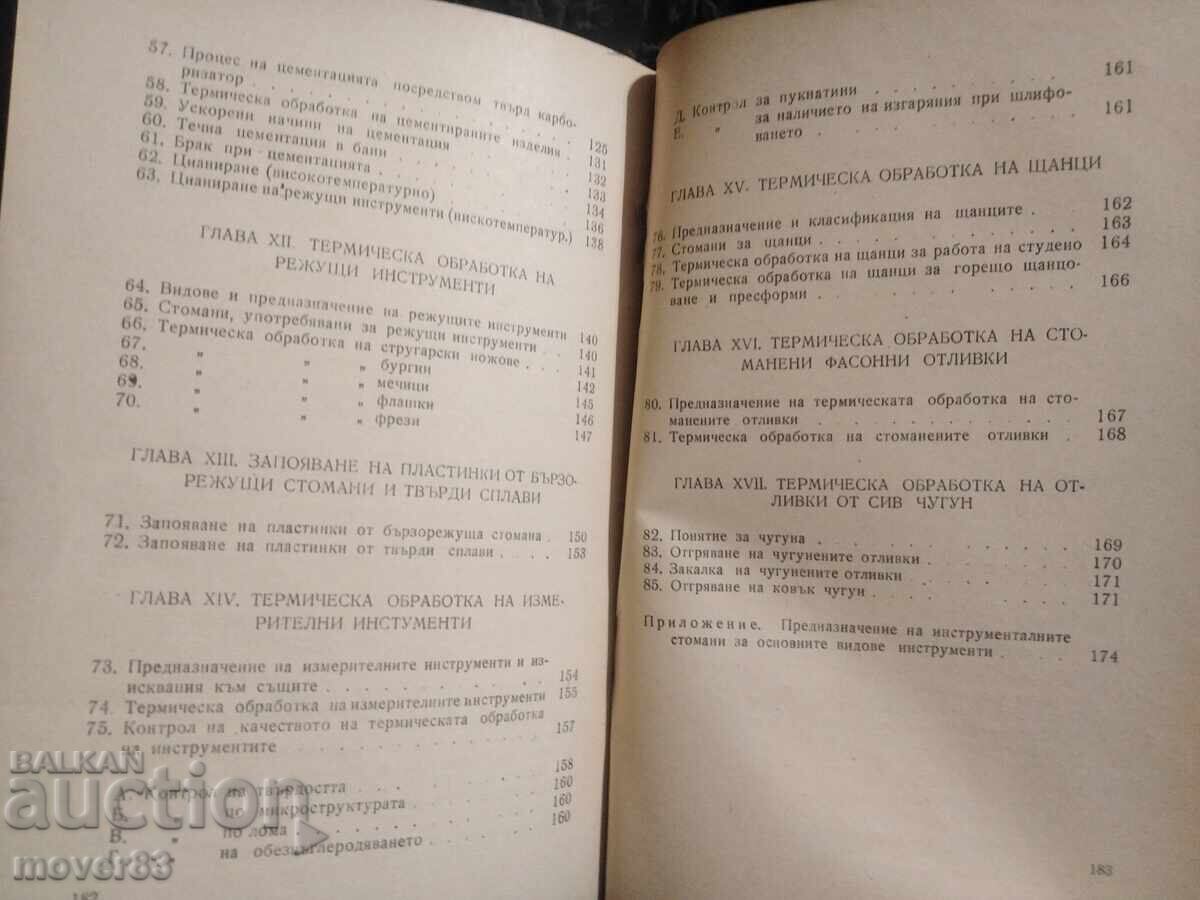 57. Процес на цементацията посредством твърд карбо-
ризатор . . . . . . . . . . 125
58. Термическа обработка на цементираните изделия . 131
59. Ускорени начини на цементация . . . . . 132
60. Течна цементация в бани . . . . . . . 133
61. Брак при цементацията . . . . . . . 134
62. Цианиране (високотемпературно) . . . . . 136
63. Цианиране на режущи инструменти (нискотемператур.) 138
ГЛАВА XII. ТЕРМИЧЕСКА ОБРАБОТКА НА
РЕЖУЩИ ИНСТРУМЕНТИ
64. Видове и предназначение на режущите инструменти 140
65. Стомани, употребявани за режущи инструменти . . 140
66. Термическа обработка на стругарски ножове . . 141
67. „ „ „ бургии . . . . 142
68. „ „ „ мечици . . . . 145
69. „ „ „ флашки . . . . 146
70. „ „ „ фрези . . . . 147
ГЛАВА XIII. ЗАПОЯВАНЕ НА ПЛАСТИНКИ ОТ БЪРЗО-
РЕЖУЩИ СТОМАНИ И ТВЪРДИ СПЛАВИ
71. Запояване на пластинки от бързорежуща стомана . 150
72. Запояване на пластинки от твърди сплави . . . 153
ГЛАВА XIV. ТЕРМИЧЕСКА ОБРАБОТКА НА ИЗМЕ-
РИТЕЛНИ ИНСТУМЕНТИ
73. Предназначение на измерителните инструменти и из-
исквания към същите . . . . . . . . 154
74. Термическа обработка на измерителните инструменти 155
75. Контрол на качеството на термическата обработка
на инструментите . . . . . . . . . 157
А. Контрол на твърдостта . . . . . . 158
Б. „ по микроструктурата . . . . 160
В. „ по лома . . . . . . . 160
Г. „ на обезвъглеродяването . . . . 160
182
Д. Контрол за пукнатини . . . . . . 161
Е. „ за наличието на изгаряния при шлифо-
ването . . . . . . . 161
ГЛАВА XV. ТЕРМИЧЕСКА ОБРАБОТКА НА ЩАНЦИ
76. Предназначение и класификация на щанците . . 162
77. Стомани за щанци . . . . . . . . 163
78. Термическа обработка на щанци за работа на студено 164
79. Термическа обработка на щанци за горещо щанцо-
ване и пресформи . . . . . . . . . 166
ГЛАВА XVI. ТЕРМИЧЕСКА ОБРАБОТКА НА СТО-
МАНЕНИ ФАСОННИ ОТЛИВКИ
80. Предназначение на термическата обработка на сто-
манените отливки . . . . . . . . . 167
81. Термическа обработка на стоманените отливки . 168
ГЛАВА XVII. ТЕРМИЧЕСКА ОБРАБОТКА НА ОТ-
ЛИВКИ ОТ СИВ ЧУГУН
82. Понятие за чугуна . . . . . . . . 169
83. Отгряване на чугунените отливки . . . . . 170
84. Закалка на чугунените отливки . . . . . 171
85. Отгряване на ковък чугун . . . . . . 171
Приложение. Предназначение на инструменталните
стомани за основните видове инструменти . . . . 174
183
BALKAN
auction
mover83